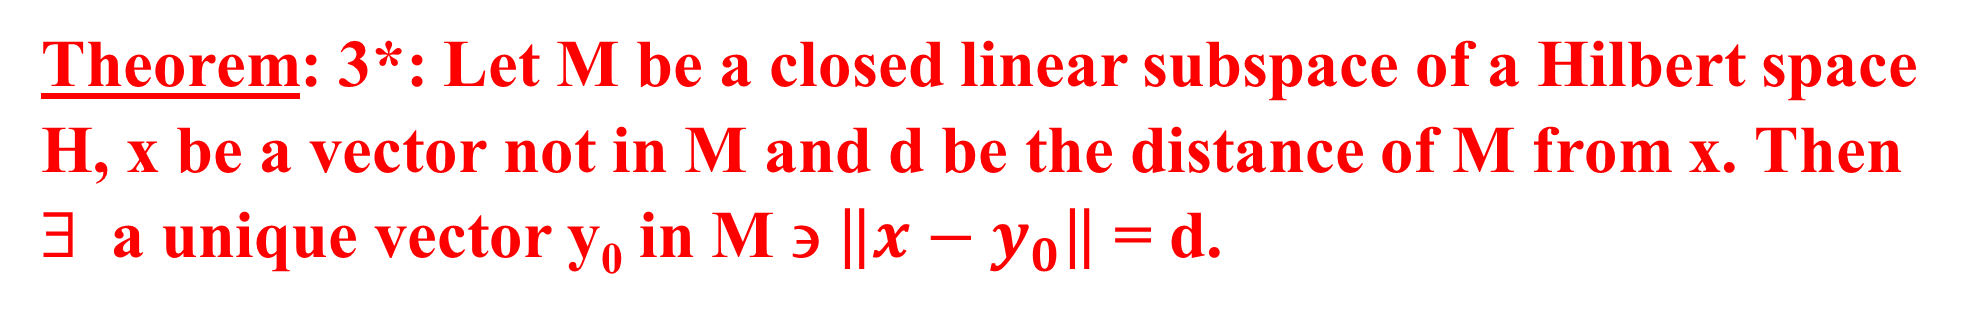 Theorem: 3*: Let M be a closed linear subspace of a Hilbert space
H, x be a vector not in M and d be the distance of M from x. Then
∃ a unique vector y₀ in M ∍ ‖x − y₀‖ = d.